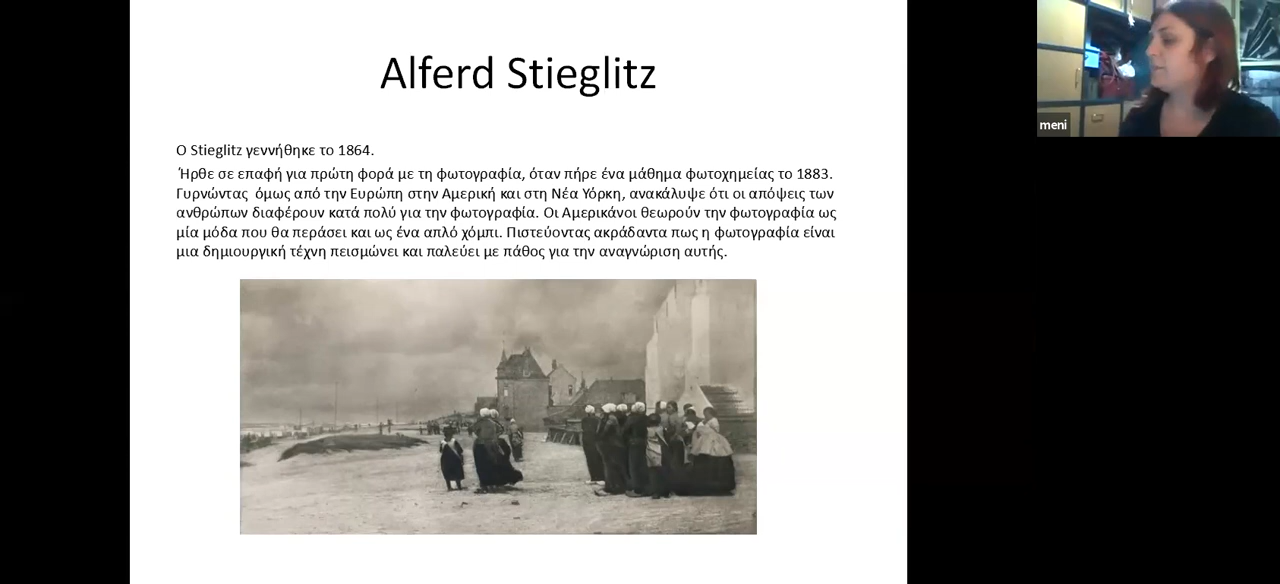 Alferd Stieglitz
Ο Stieglitz γεννήθηκε το 1864.
Ήρθε σε επαφή για πρώτη φορά με τη φωτογραφία, όταν πήρε ένα μάθημα φωτοχημείας το 1883.
Γυρνώντας όμως από την Ευρώπη στην Αμερική και στη Νέα Υόρκη, ανακάλυψε ότι οι απόψεις των
ανθρώπων διαφέρουν κατά πολύ για την φωτογραφία. Οι Αμερικάνοι θεωρούν την φωτογραφία ως
μία μόδα που θα περάσει και ως ένα απλό χόμπι. Πιστεύοντας ακράδαντα πως η φωτογραφία είναι
μια δημιουργική τέχνη πεισμώνει και παλεύει με πάθος για την αναγνώριση αυτής.
meni